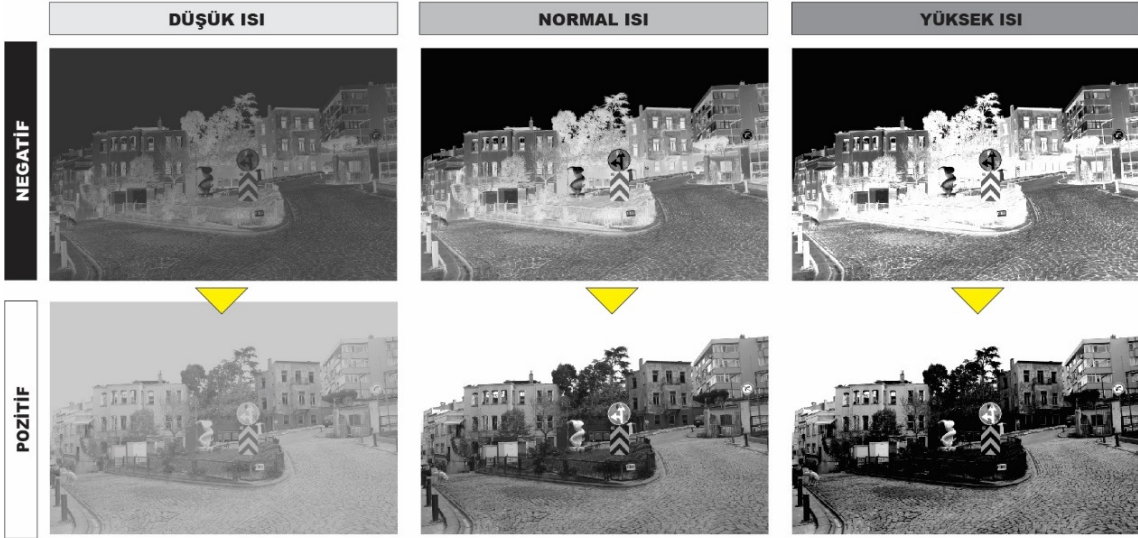 DÜŞÜK ISI
NORMAL ISI
YÜKSEK ISI
NEGATİF
POZİTİF